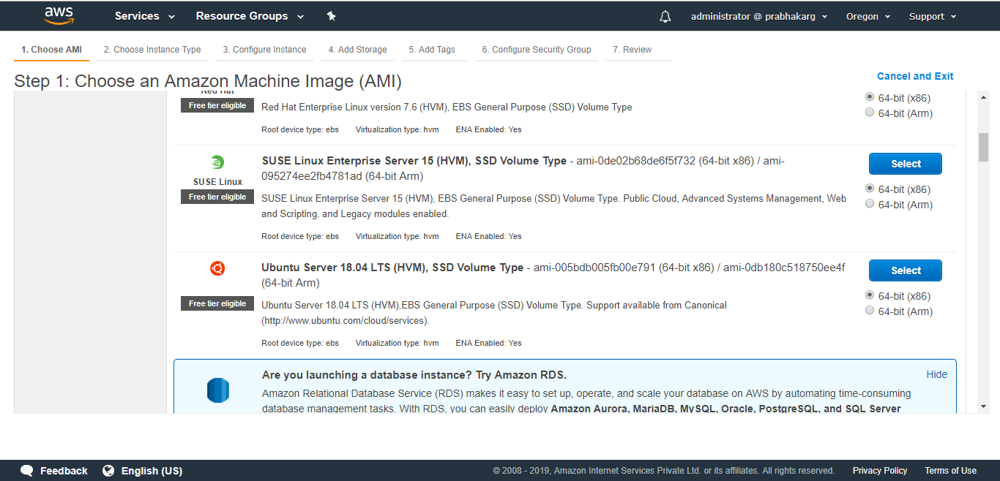 aws Services Resource Groups administrator @ prabhakarg Oregon Support
1. Choose AMI 2. Choose Instance Type 3. Configure Instance 4. Add Storage 5. Add Tags 6. Configure Security Group 7. Review
Step 1: Choose an Amazon Machine Image (AMI)
Cancel and Exit
Red Hat
Free tier eligible
Red Hat Enterprise Linux version 7.6 (HVM), EBS General Purpose (SSD) Volume Type
Root device type: ebs Virtualization type: hvm ENA Enabled: Yes
64-bit (x86)
64-bit (Arm)
SUSE Linux
Free tier eligible
SUSE Linux Enterprise Server 15 (HVM), SSD Volume Type - ami-0de02b68de6f5f732 (64-bit x86) / ami-
095274ee2fb4781ad (64-bit Arm)
SUSE Linux Enterprise Server 15 (HVM), EBS General Purpose (SSD) Volume Type. Public Cloud, Advanced Systems Management, Web
and Scripting, and Legacy modules enabled.
Root device type: ebs Virtualization type: hvm ENA Enabled: Yes
Select
64-bit (x86)
64-bit (Arm)
Free tier eligible
Ubuntu Server 18.04 LTS (HVM), SSD Volume Type - ami-005bdb005fb00e791 (64-bit x86) / ami-0db180c518750ee4f
(64-bit Arm)
Ubuntu Server 18.04 LTS (HVM),EBS General Purpose (SSD) Volume Type. Support available from Canonical
(http://www.ubuntu.com/cloud/services).
Root device type: ebs Virtualization type: hvm ENA Enabled: Yes
Select
64-bit (x86)
64-bit (Arm)
Are you launching a database instance? Try Amazon RDS.
Hide
Amazon Relational Database Service (RDS) makes it easy to set up, operate, and scale your database on AWS by automating time-consuming
database management tasks. With RDS, you can easily deploy Amazon Aurora, MariaDB, MySQL, Oracle, PostgreSQL, and SQL Server
Feedback English (US) © 2008 - 2019, Amazon Internet Services Private Ltd. or its affiliates. All rights reserved. Privacy Policy Terms of Use